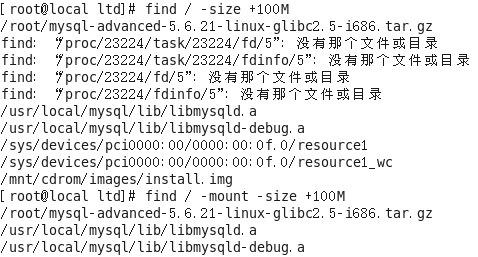 [root@local ltd]# find / -size +100M
/root/mysql-advanced-5.6.21-linux-glibc2.5-i686.tar.gz
find: “/proc/23224/task/23224/fd/5”: 没有那个文件或目录
find: “/proc/23224/task/23224/fdinfo/5”: 没有那个文件或目录
find: “/proc/23224/fd/5”: 没有那个文件或目录
find: “/proc/23224/fdinfo/5”: 没有那个文件或目录
/usr/local/mysql/lib/libmysqld.a
/usr/local/mysql/lib/libmysqld-debug.a
/sys/devices/pci0000:00/0000:00:0f.0/resource1
/sys/devices/pci0000:00/0000:00:0f.0/resource1_wc
/mnt/cdrom/images/install.img
[root@local ltd]# find / -mount -size +100M
/root/mysql-advanced-5.6.21-linux-glibc2.5-i686.tar.gz
/usr/local/mysql/lib/libmysqld.a
/usr/local/mysql/lib/libmysqld-debug.a